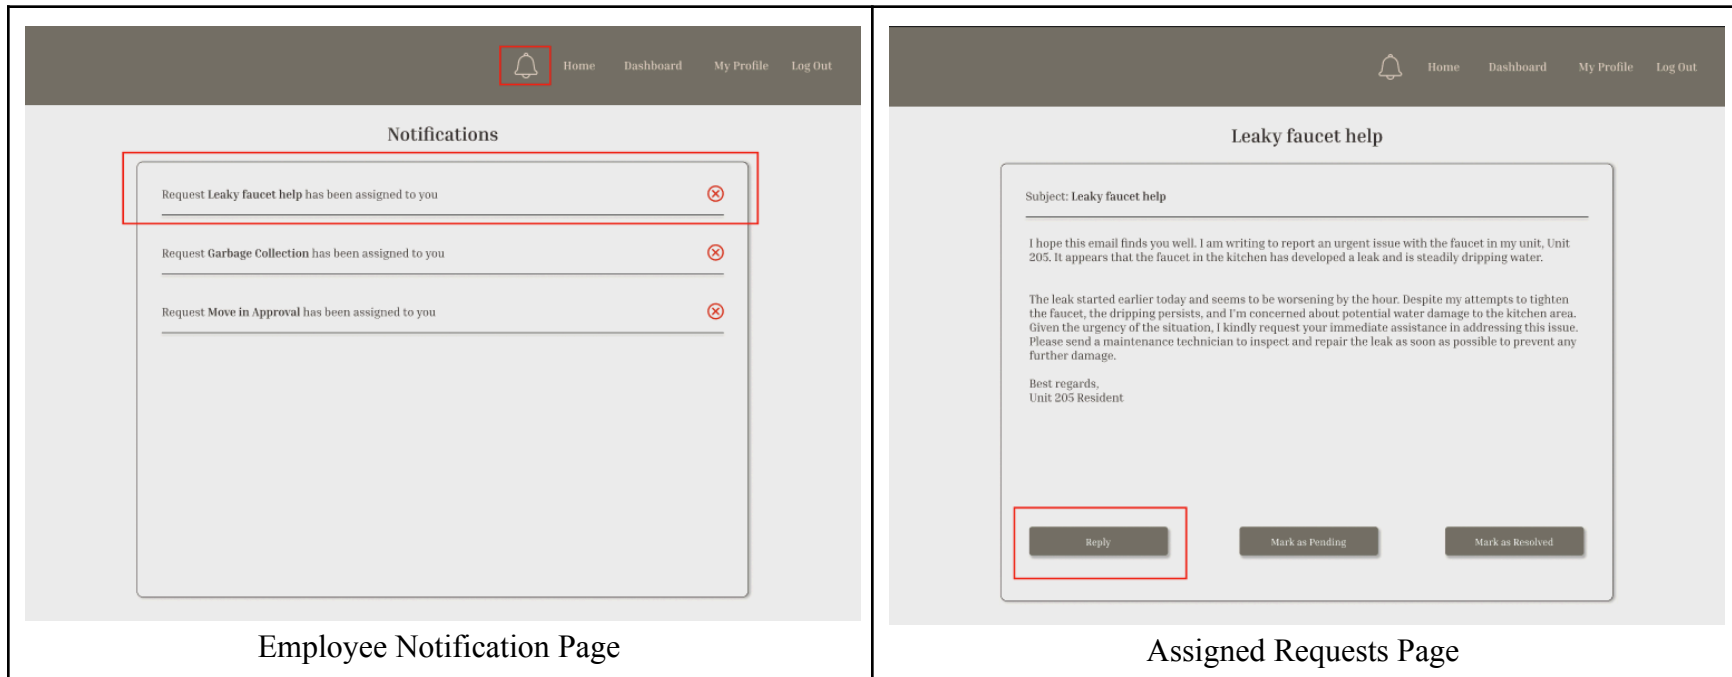 Home Dashboard My Profile Log Out
Notifications
Request Leaky faucet help has been assigned to you
Request Garbage Collection has been assigned to you
Request Move in Approval has been assigned to you
Employee Notification Page
Home Dashboard My Profile Log Out
Leaky faucet help
Subject: Leaky faucet help
I hope this email finds you well. I am writing to report an urgent issue with the faucet in my unit, Unit
205. It appears that the faucet in the kitchen has developed a leak and is steadily dripping water.
The leak started earlier today and seems to be worsening by the hour. Despite my attempts to tighten
the faucet, the dripping persists, and I'm concerned about potential water damage to the kitchen area.
Given the urgency of the situation, I kindly request your immediate assistance in addressing this issue.
Please send a maintenance technician to inspect and repair the leak as soon as possible to prevent any
further damage.
Best regards,
Unit 205 Resident
Reply Mark as Pending Mark as Resolved
Assigned Requests Page